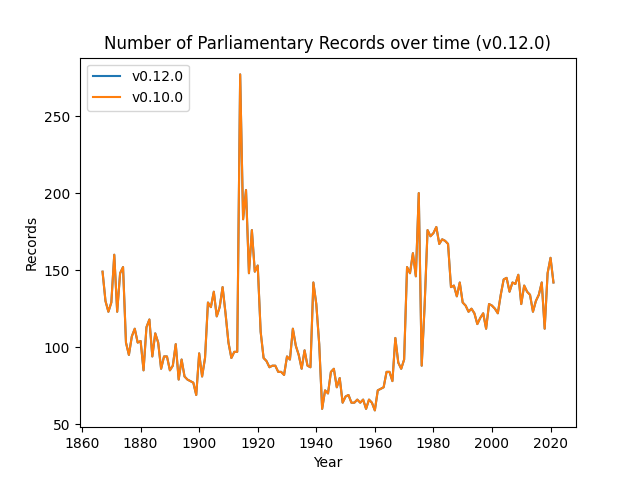 Number of Parliamentary Records over time (v0.12.0)
v0.12.0
v0.10.0
Records
250
200
150
100
50
1860 1880 1900 1920 1940 1960 1980 2000 2020
Year